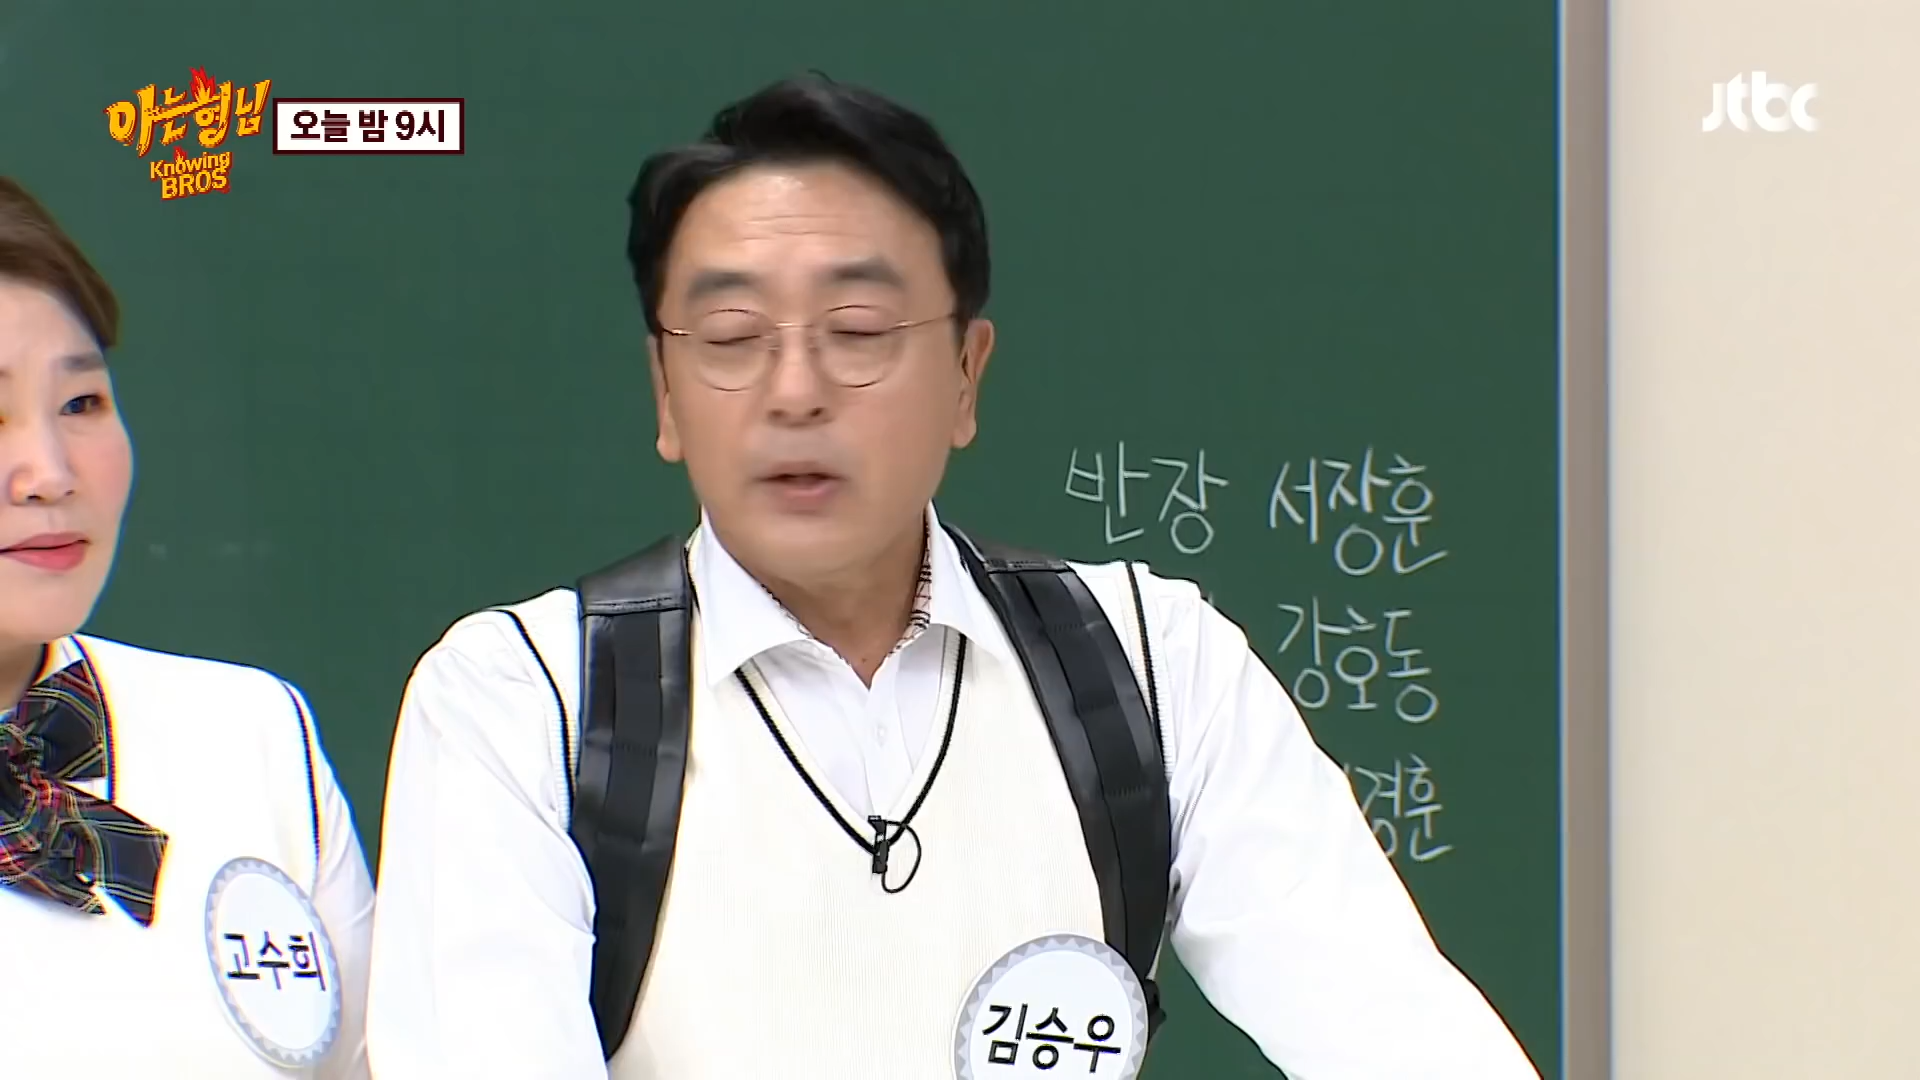 아는형님
Knowing
BROS
오늘 밤 9시
jtbc
반장 서장훈
강호동
경훈
고수희
김승우